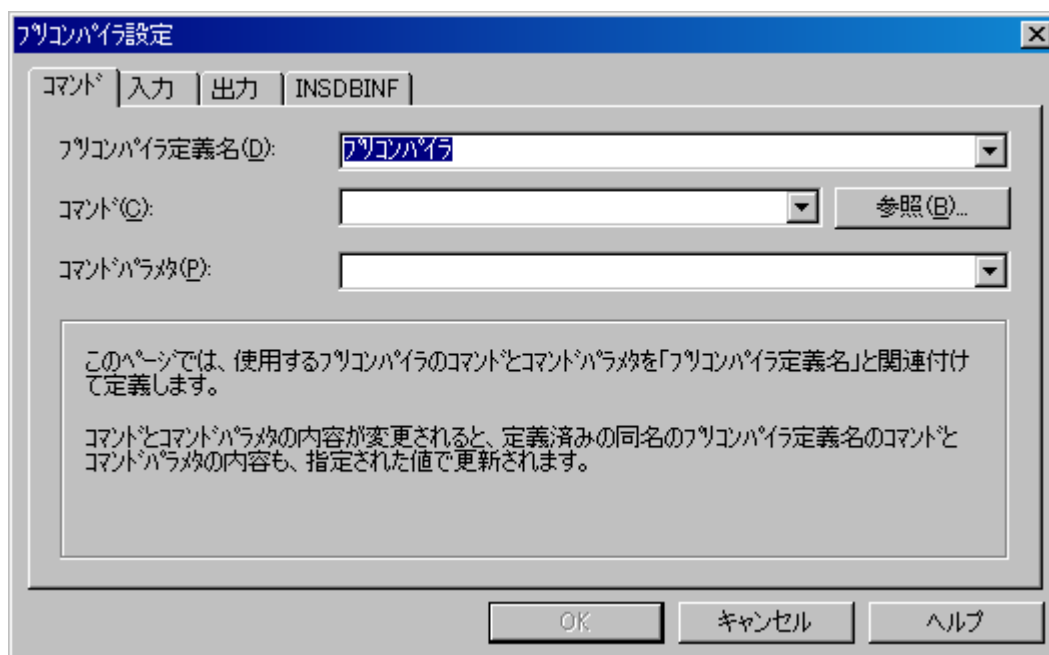 プリコンパイラ設定
コマンド 入力 出力 INSDBINF
プリコンパイラ定義名(D): プリコンパイラ
コマンド(C): 参照(B)...
コマンドパラメタ(P):
このページでは、使用するプリコンパイラのコマンドとコマンドパラメタを「プリコンパイラ定義名」と関連付け
て定義します。
コマンドとコマンドパラメタの内容が変更されると、定義済みの同名のプリコンパイラ定義名のコマンドと
コマンドパラメタの内容も、指定された値で更新されます。
OK キャンセル ヘルプ